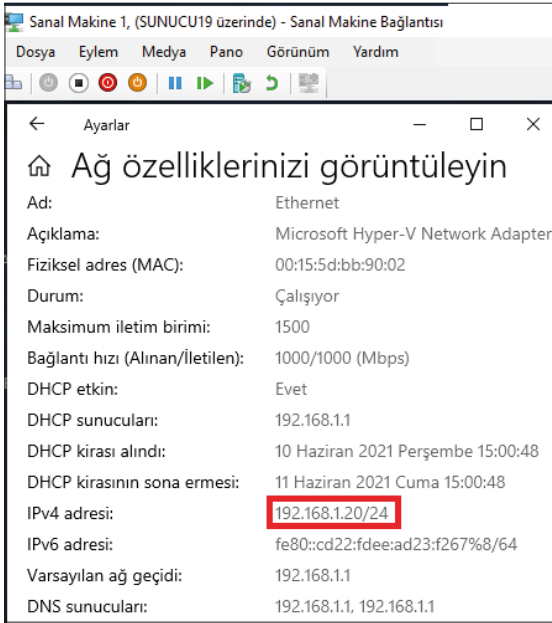 Sanal Makine 1, (SUNUCU19 üzerinde) - Sanal Makine Bağlantısı
Dosya Eylem Medya Pano Görünüm Yardım
Ayarlar
Ağ özelliklerinizi görüntüleyin
Ad: Ethernet
Açıklama: Microsoft Hyper-V Network Adapter
Fiziksel adres (MAC): 00:15:5d:bb:90:02
Durum: Çalışıyor
Maksimum iletim birimi: 1500
Bağlantı hızı (Alınan/İletilen): 1000/1000 (Mbps)
DHCP etkin: Evet
DHCP sunucuları: 192.168.1.1
DHCP kirası alındı: 10 Haziran 2021 Perşembe 15:00:48
DHCP kirasının sona ermesi: 11 Haziran 2021 Cuma 15:00:48
IPv4 adresi: 192.168.1.20/24
IPv6 adresi: fe80::cd22:fdee:ad23:f267%8/64
Varsayılan ağ geçidi: 192.168.1.1
DNS sunucuları: 192.168.1.1, 192.168.1.1